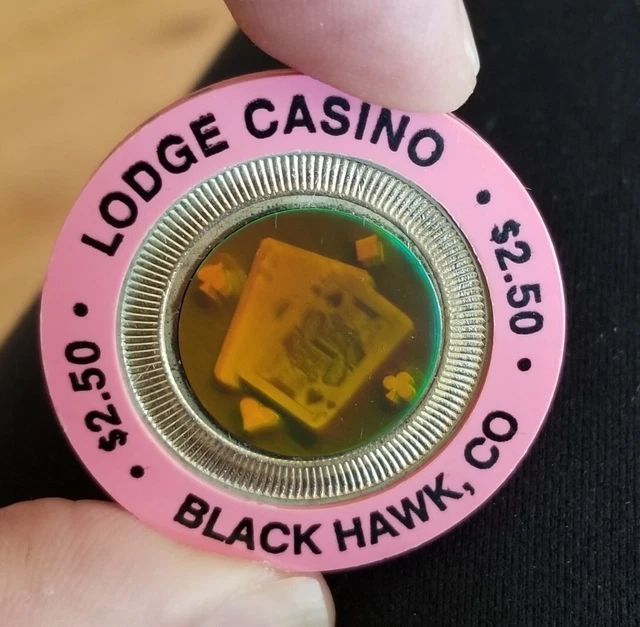 LODGE CASINO
• $2.50 •
BLACK HAWK, CO
• $2.50 •